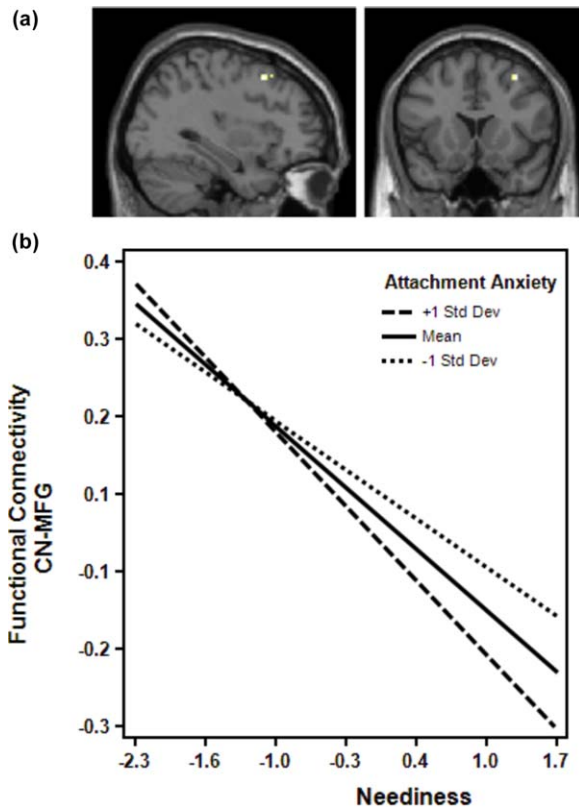 (a)
(b)
Functional Connectivity
CN-MFG
0.4
0.3
0.2
0.1
-0.1
-0.2
-0.3
Attachment Anxiety
+1 Std Dev
Mean
-1 Std Dev
-2.3 -1.6 -1.0 -0.3 0.4 1.0 1.7
Neediness